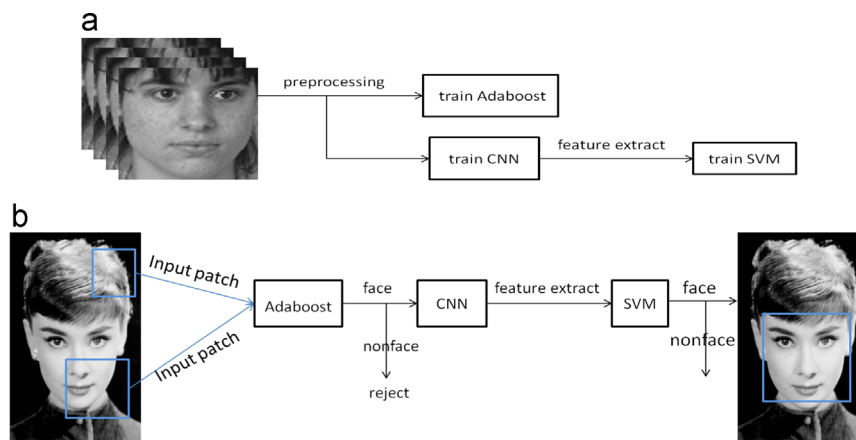 a
preprocessing
train Adaboost
train CNN
feature extract
train SVM
b
Input patch
Input patch
Adaboost
face
nonface
reject
CNN
feature extract
SVM
face
nonface